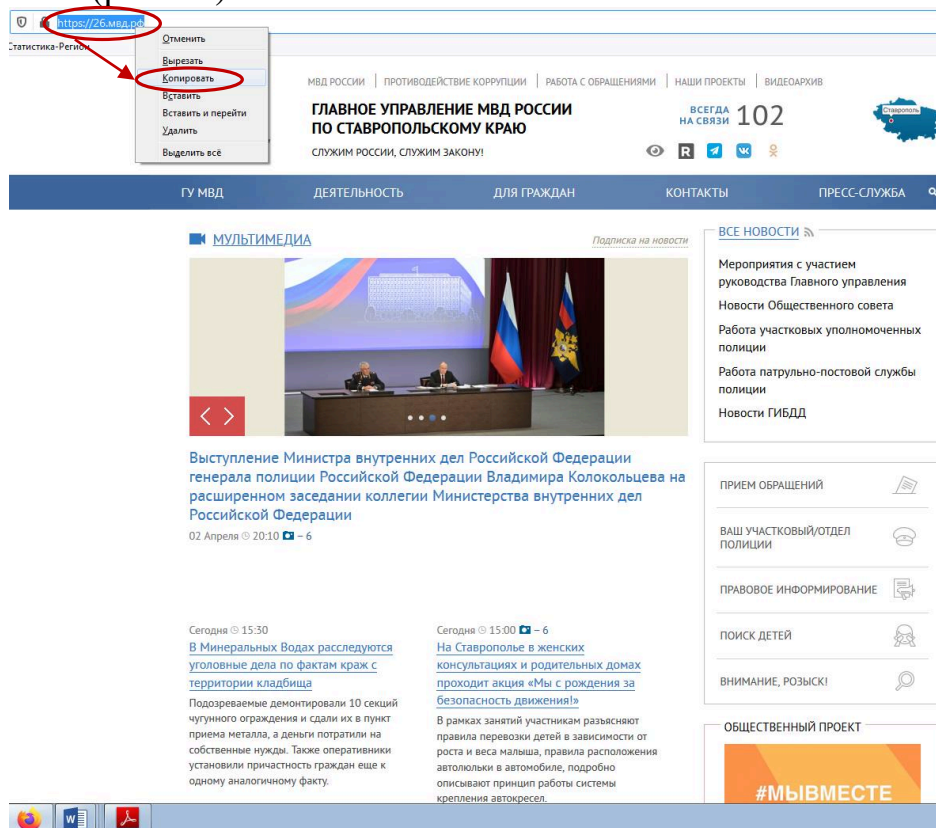 https://26.мвд.рф
Статистика-Регион
Отменить
Вырезать
Копировать
Вставить
Вставить и перейти
Удалить
Выделить всё
МВД РОССИИ | ПРОТИВОДЕЙСТВИЕ КОРРУПЦИИ | РАБОТА С ОБРАЩЕНИЯМИ | НАШИ ПРОЕКТЫ | ВИДЕОАРХИВ
ГЛАВНОЕ УПРАВЛЕНИЕ МВД РОССИИ
ПО СТАВРОПОЛЬСКОМУ КРАЮ
СЛУЖИМ РОССИИ, СЛУЖИМ ЗАКОНУ!
ВСЕГДА
НА СВЯЗИ 102
Ставрополь
ГУ МВД ДЕЯТЕЛЬНОСТЬ ДЛЯ ГРАЖДАН КОНТАКТЫ ПРЕСС-СЛУЖБА
МУЛЬТИМЕДИА
Подписка на новости
Выступление Министра внутренних дел Российской Федерации
генерала полиции Российской Федерации Владимира Колокольцева на
расширенном заседании коллегии Министерства внутренних дел
Российской Федерации
02 Апреля 20:10 – 6
Сегодня 15:30
В Минеральных Водах расследуются
уголовные дела по фактам краж с
территории кладбища
Подозреваемые демонтировали 10 секций
чугунного ограждения и сдали их в пункт
приема металла, а деньги потратили на
собственные нужды. Также оперативники
установили причастность граждан еще к
одному аналогичному факту.
Сегодня 15:00 – 6
На Ставрополье в женских
консультациях и родительных домах
проходит акция «Мы с рождения за
безопасность движения!»
В рамках занятий участникам разъясняют
правила перевозки детей в зависимости от
роста и веса малыша, правила расположения
автолюльки в автомобиле, подробно
описывают принцип работы системы
крепления автокресел.
ВСЕ НОВОСТИ
Мероприятия с участием
руководства Главного управления
Новости Общественного совета
Работа участковых уполномоченных
полиции
Работа патрульно-постовой службы
полиции
Новости ГИБДД
ПРИЕМ ОБРАЩЕНИЙ
ВАШ УЧАСТКОВЫЙ/ОТДЕЛ
ПОЛИЦИИ
ПРАВОВОЕ ИНФОРМИРОВАНИЕ
ПОИСК ДЕТЕЙ
ВНИМАНИЕ, РОЗЫСК!
ОБЩЕСТВЕННЫЙ ПРОЕКТ
#МЫВМЕСТЕ